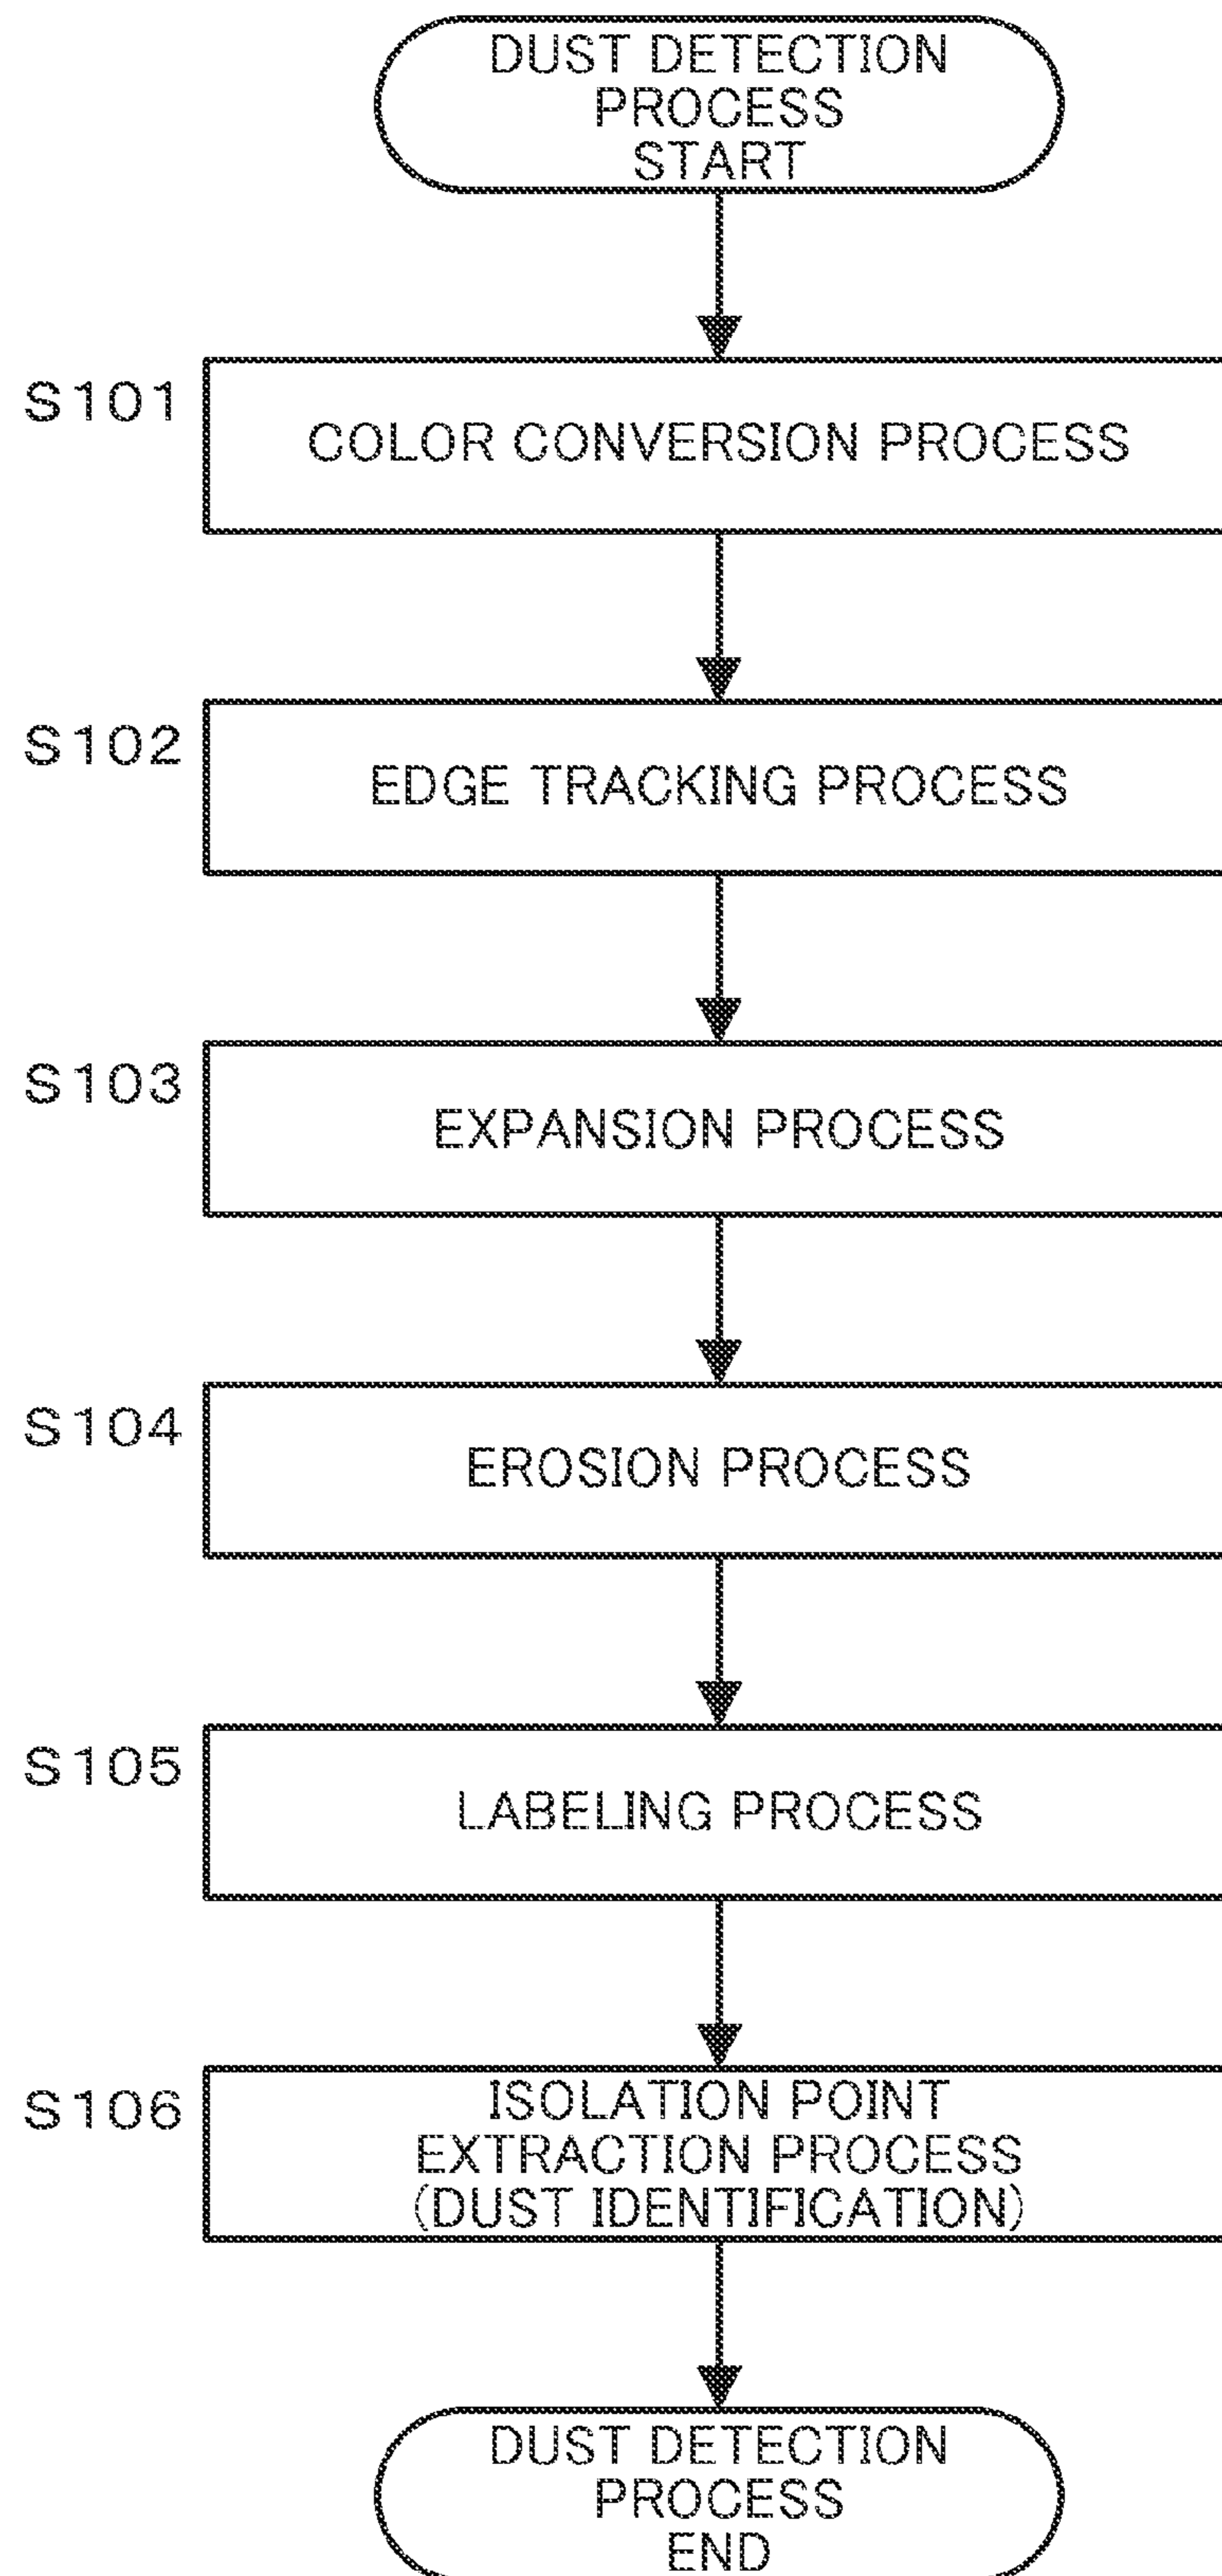 DUST DETECTION
PROCESS
START
S101
COLOR CONVERSION PROCESS
S102
EDGE TRACKING PROCESS
S103
EXPANSION PROCESS
S104
EROSION PROCESS
S105
LABELING PROCESS
S106
ISOLATION POINT
EXTRACTION PROCESS
(DUST IDENTIFICATION)
DUST DETECTION
PROCESS
END